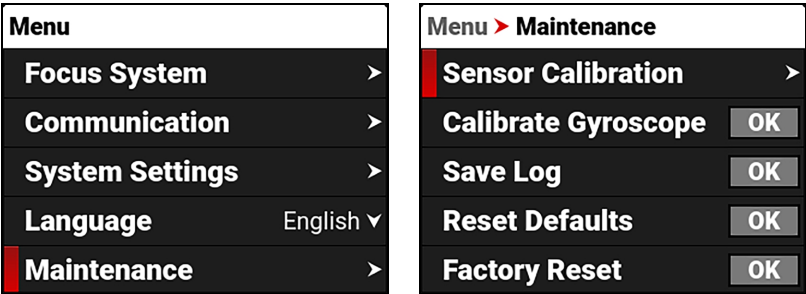 Menu
Focus System
Communication
System Settings
Language English
Maintenance
Menu > Maintenance
Sensor Calibration
Calibrate Gyroscope OK
Save Log OK
Reset Defaults OK
Factory Reset OK